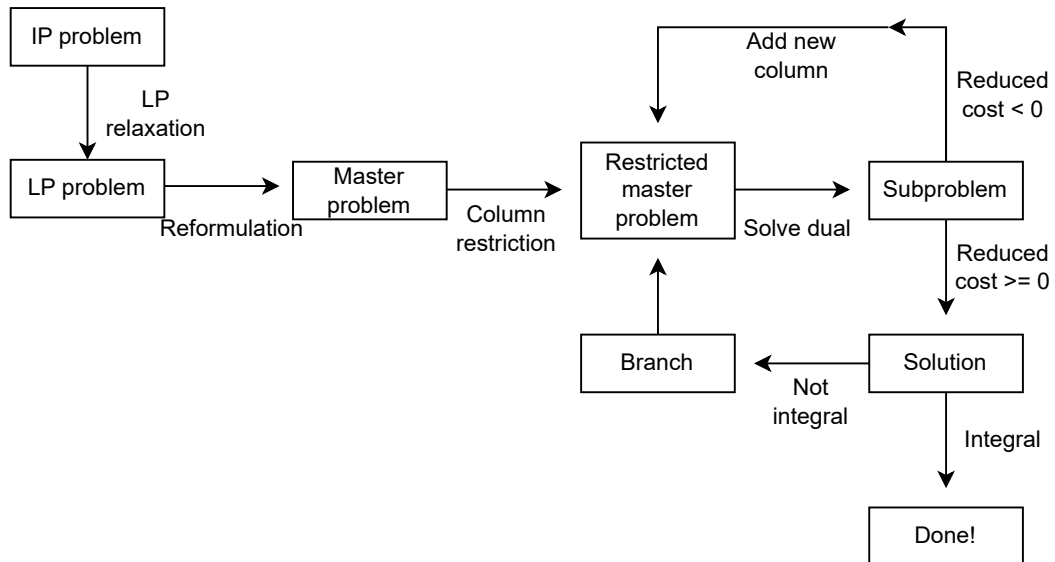 IP problem
LP
relaxation
LP problem
Reformulation
Master
problem
Column
restriction
Restricted
master
problem
Solve dual
Subproblem
Reduced
cost < 0
Add new
column
Reduced
cost >= 0
Solution
Not
integral
Branch
Integral
Done!